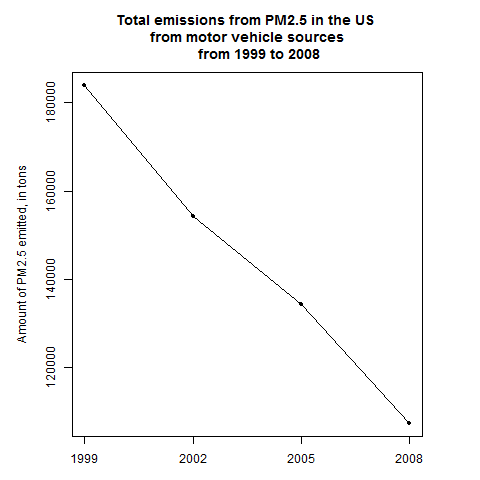 Total emissions from PM2.5 in the US
from motor vehicle sources
from 1999 to 2008
Amount of PM2.5 emitted, in tons
180000
160000
140000
120000
1999 2002 2005 2008